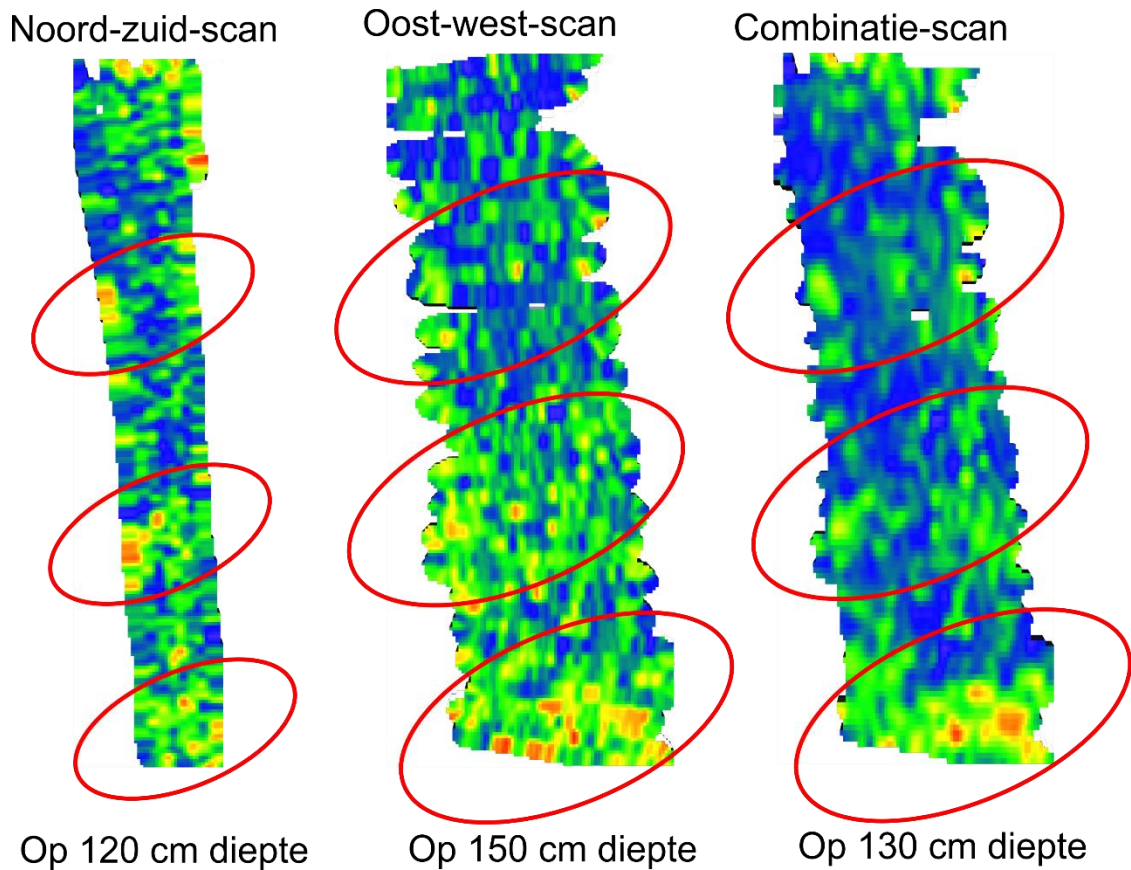 Noord-zuid-scan
Oost-west-scan
Combinatie-scan
Op 120 cm diepte
Op 150 cm diepte
Op 130 cm diepte